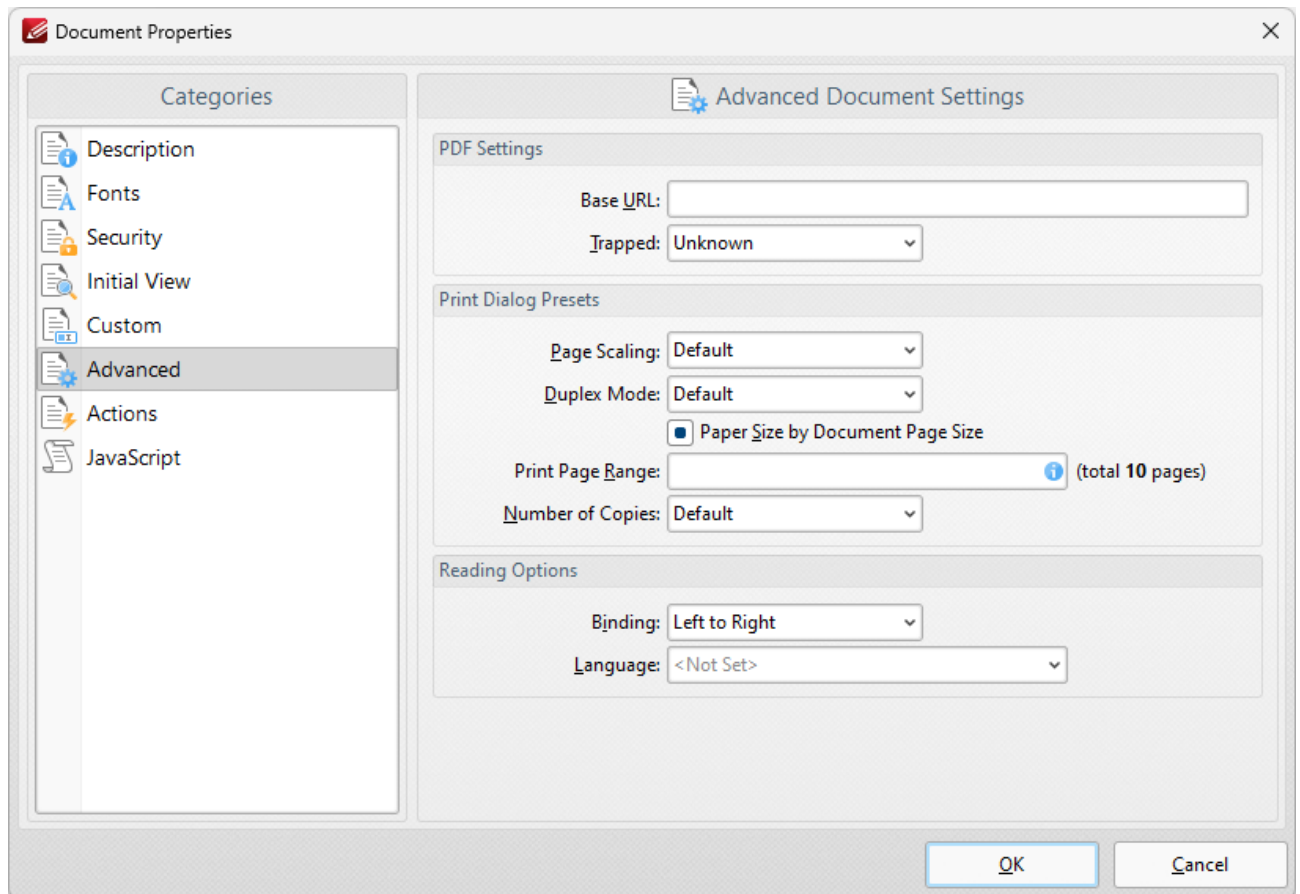 Document Properties
Categories
Description
Fonts
Security
Initial View
Custom
Advanced
Actions
JavaScript
Advanced Document Settings
PDF Settings
Base URL:
Trapped: Unknown
Print Dialog Presets
Page Scaling: Default
Duplex Mode: Default
Paper Size by Document Page Size
Print Page Range: (total 10 pages)
Number of Copies: Default
Reading Options
Binding: Left to Right
Language: <Not Set>
OK Cancel